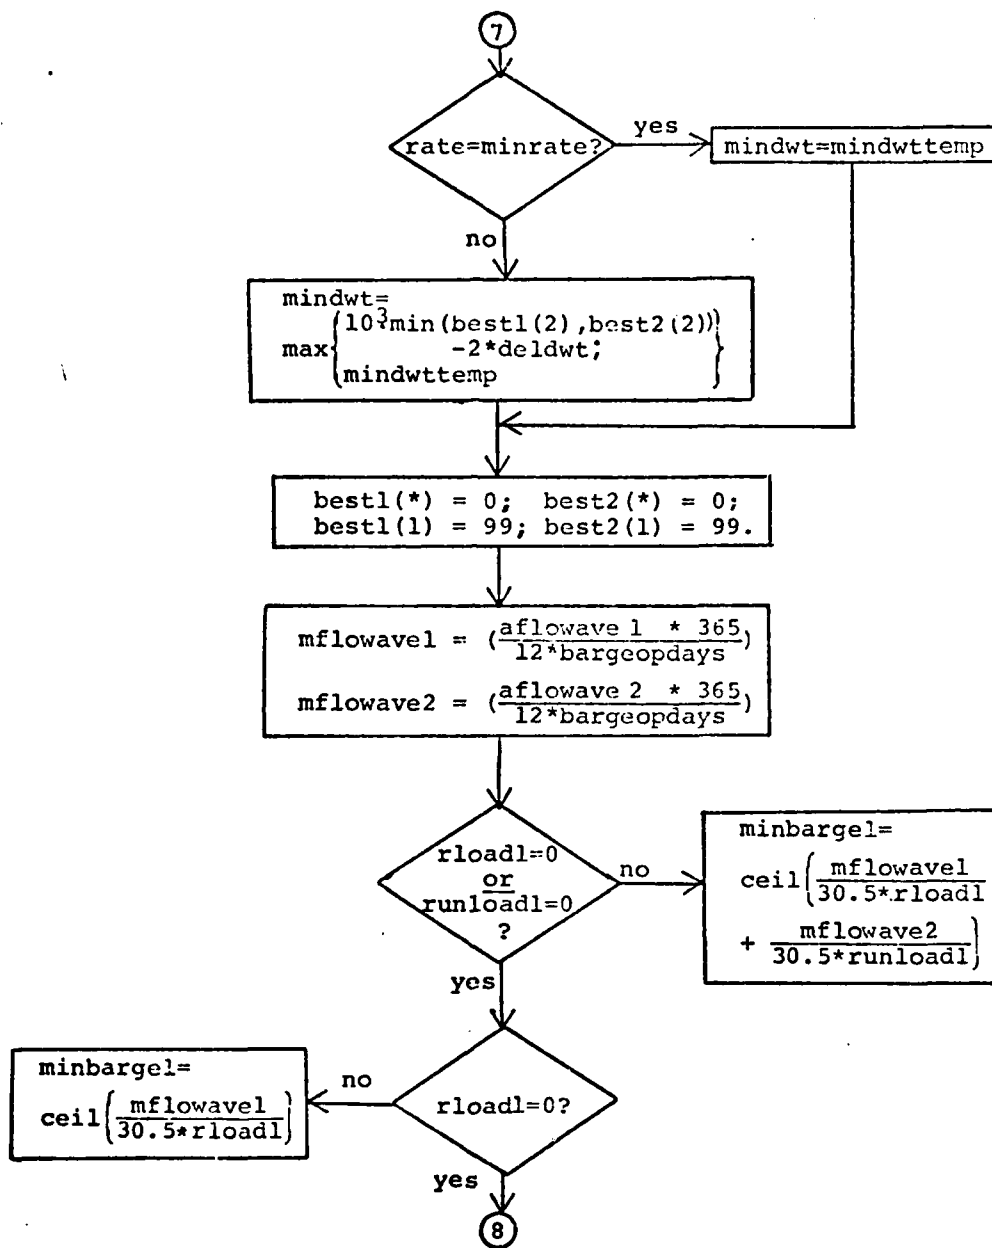 7
rate=minrate?
yes
mindwt=mindwttemp
no
mindwt=
max{10³min(best1(2),best2(2))
-2*deldwt;
mindwttemp}
best1(*) = 0; best2(*) = 0;
best1(1) = 99; best2(1) = 99.
mflowave1 = (aflowave 1 * 365
12*bargeopdays)
mflowave2 = (aflowave 2 * 365
12*bargeopdays)
rload1=0
or
runload1=0
?
no
minbarge1=
ceil(mflowave1
30.5*rload1
+ mflowave2
30.5*runload1)
yes
rload1=0?
no
minbarge1=
ceil(mflowave1
30.5*rload1)
yes
8